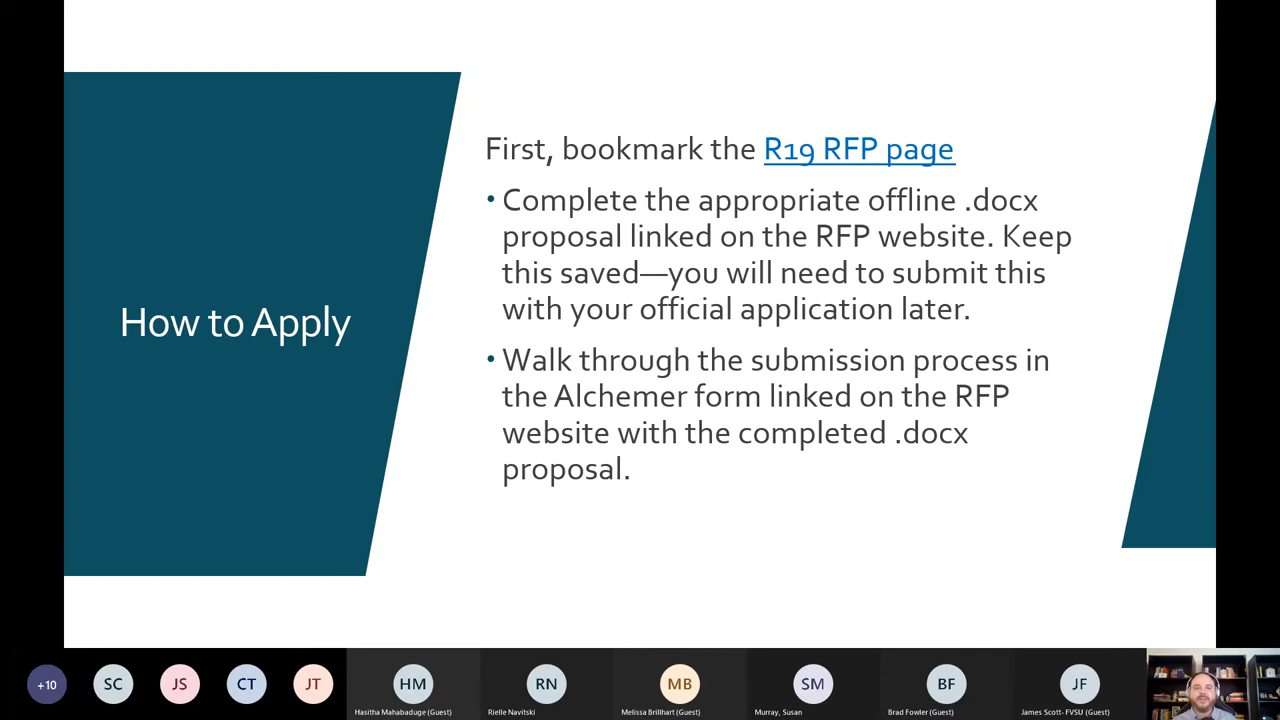 How to Apply
First, bookmark the R19 RFP page
• Complete the appropriate offline .docx
proposal linked on the RFP website. Keep
this saved—you will need to submit this
with your official application later.
• Walk through the submission process in
the Alchemer form linked on the RFP
website with the completed .docx
proposal.
+10
SC
JS
CT
JT
HM
RN
MB
SM
BF
JF
Hasitha Mahabaduge (Guest)
Rielle Navitski
Melissa Brillhart (Guest)
Murray, Susan
Brad Fowler (Guest)
James Scott- FVSU (Guest)